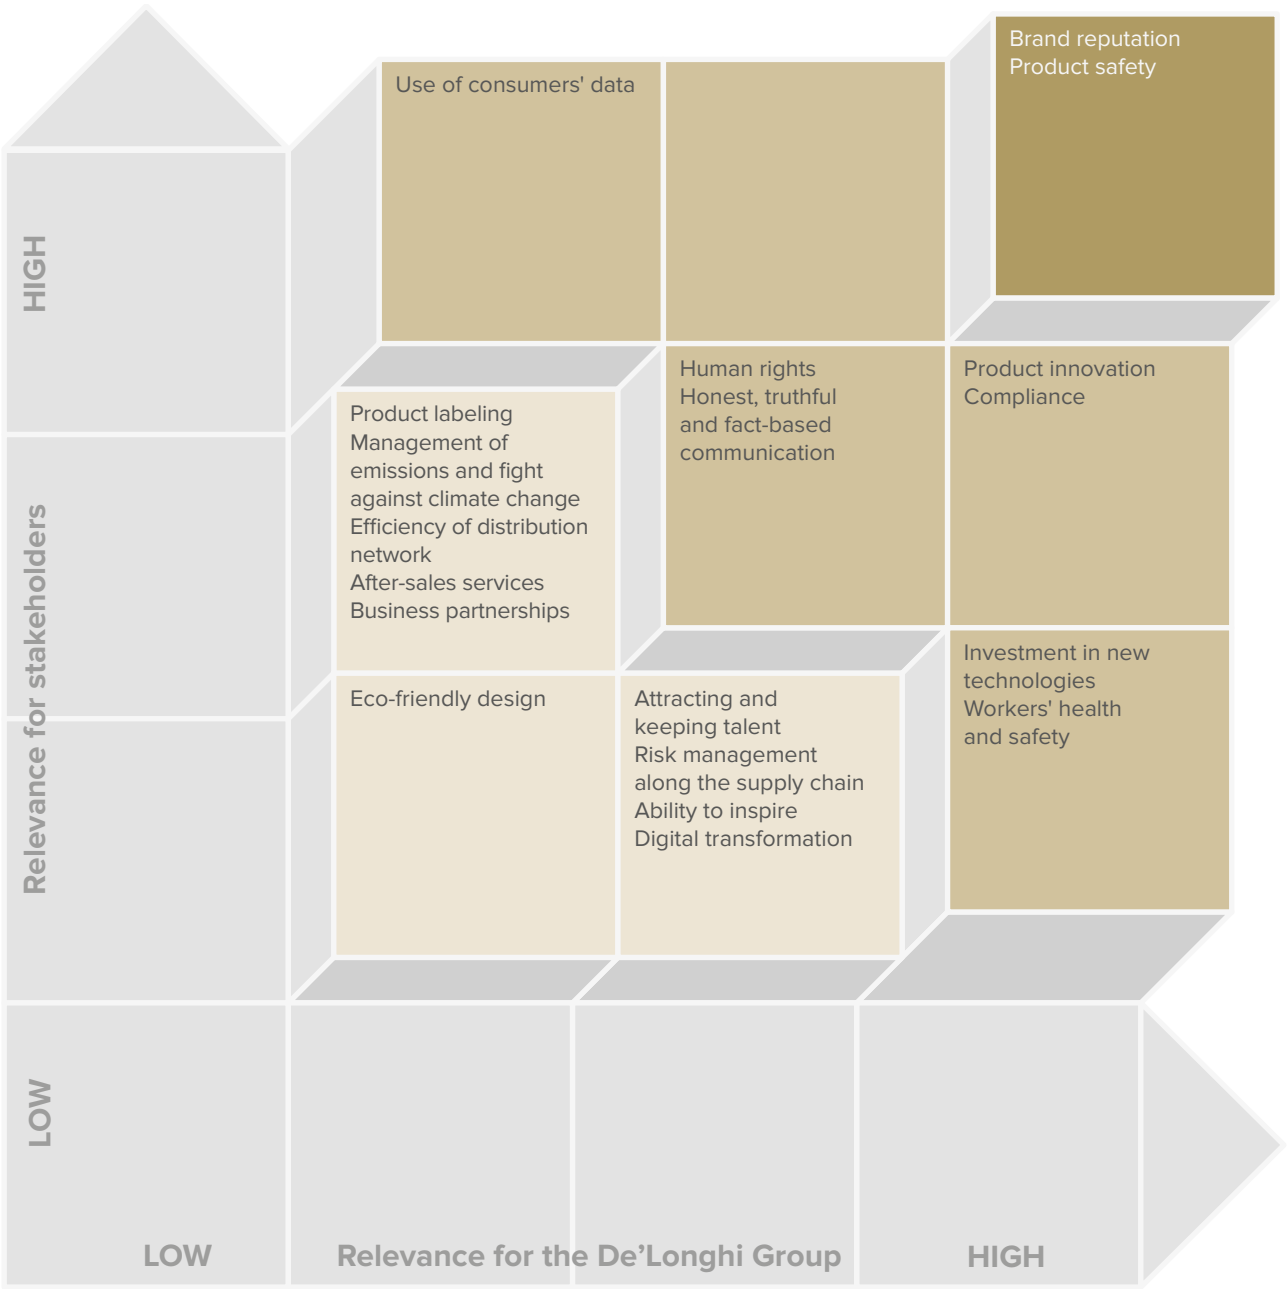 Brand reputation
Product safety
Use of consumers' data
HIGH
Human rights
Honest, truthful
and fact-based
communication
Product innovation
Compliance
Product labeling
Management of
emissions and fight
against climate change
Efficiency of distribution
network
After-sales services
Business partnerships
Relevance for stakeholders
Investment in new
technologies
Workers' health
and safety
Eco-friendly design
Attracting and
keeping talent
Risk management
along the supply chain
Ability to inspire
Digital transformation
LOW
LOW
Relevance for the De’Longhi Group
HIGH